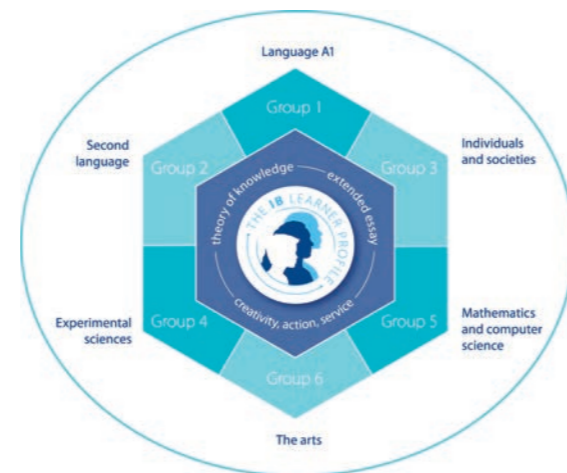 Language A1
Group 1
Second
language
Group 2
Group 3
Individuals
and societies
theory of knowledge
extended essay
THE IB LEARNER PROFILE
creativity, action, service
Experimental
sciences
Group 4
Group 5
Mathematics
and computer
science
Group 6
The arts